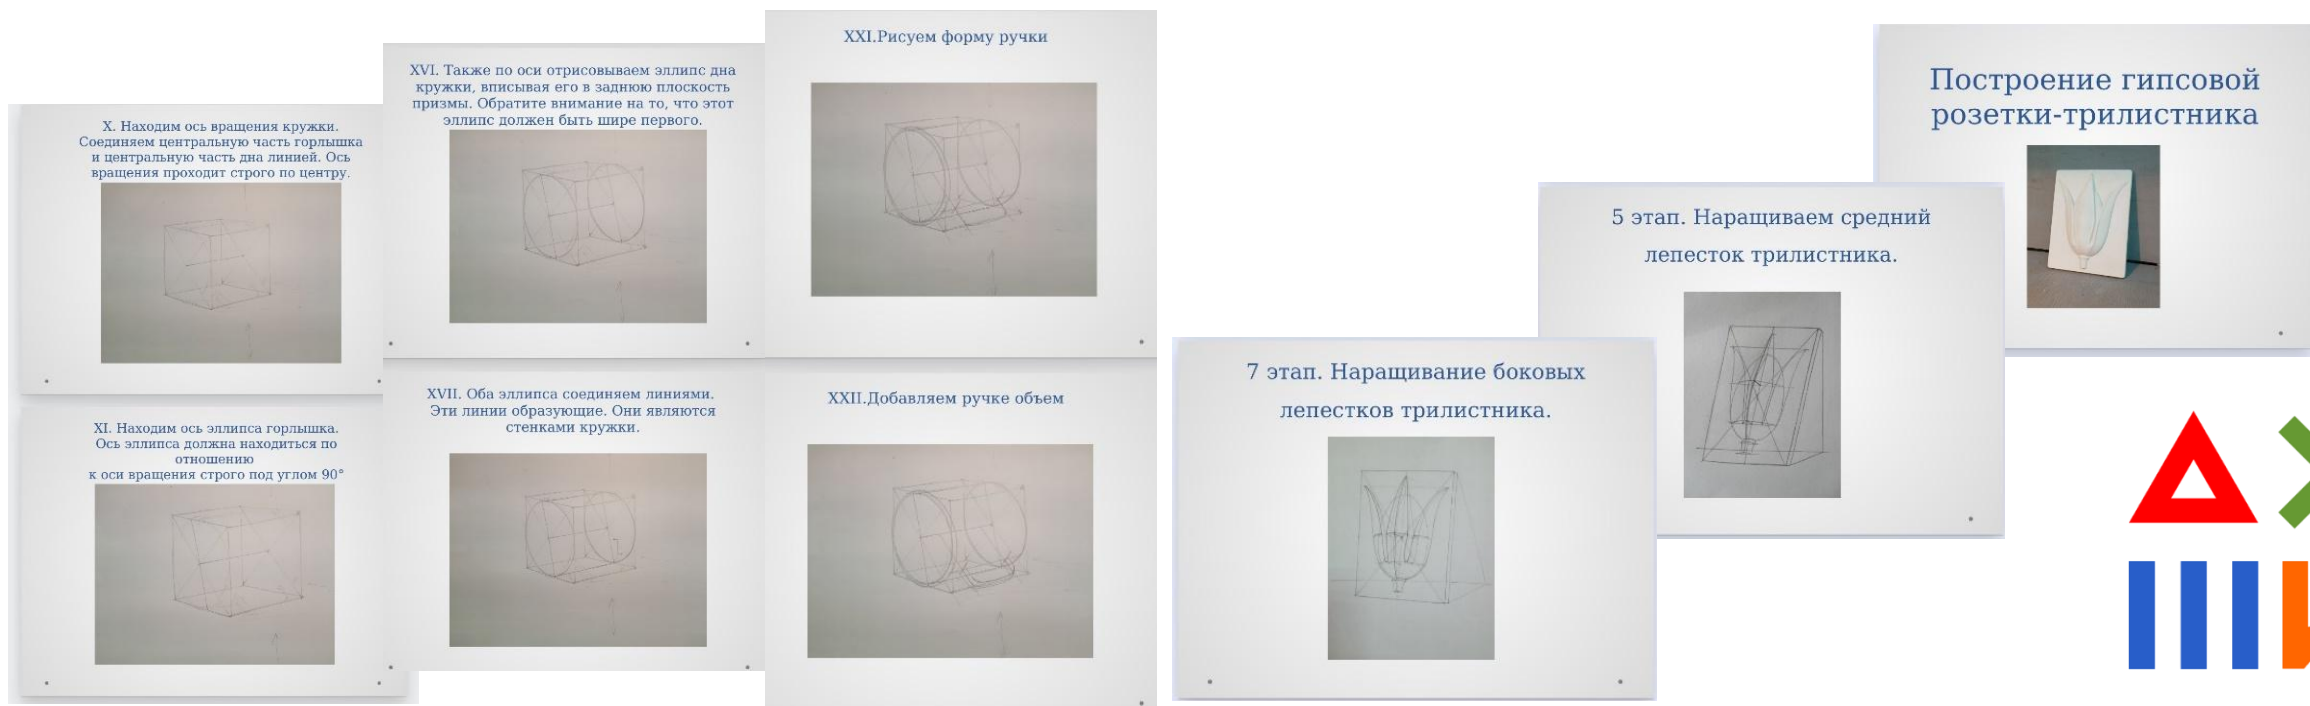 X. Находим ось вращения кружки.
Соединяем центральную часть горлышка
и центральную часть дна линией. Ось
вращения проходит строго по центру.
XI. Находим ось эллипса горлышка.
Ось эллипса должна находиться по
отношению
к оси вращения строго под углом 90°
XVI. Также по оси отрисовываем эллипс дна
кружки, вписывая его в заднюю плоскость
призмы. Обратите внимание на то, что этот
эллипс должен быть шире первого.
XVII. Оба эллипса соединяем линиями.
Эти линии образующие. Они являются
стенками кружки.
XXI.Рисуем форму ручки
XXII.Добавляем ручке объем
7 этап. Наращивание боковых
лепестков трилистника.
5 этап. Наращиваем средний
лепесток трилистника.
Построение гипсовой
розетки-трилистника